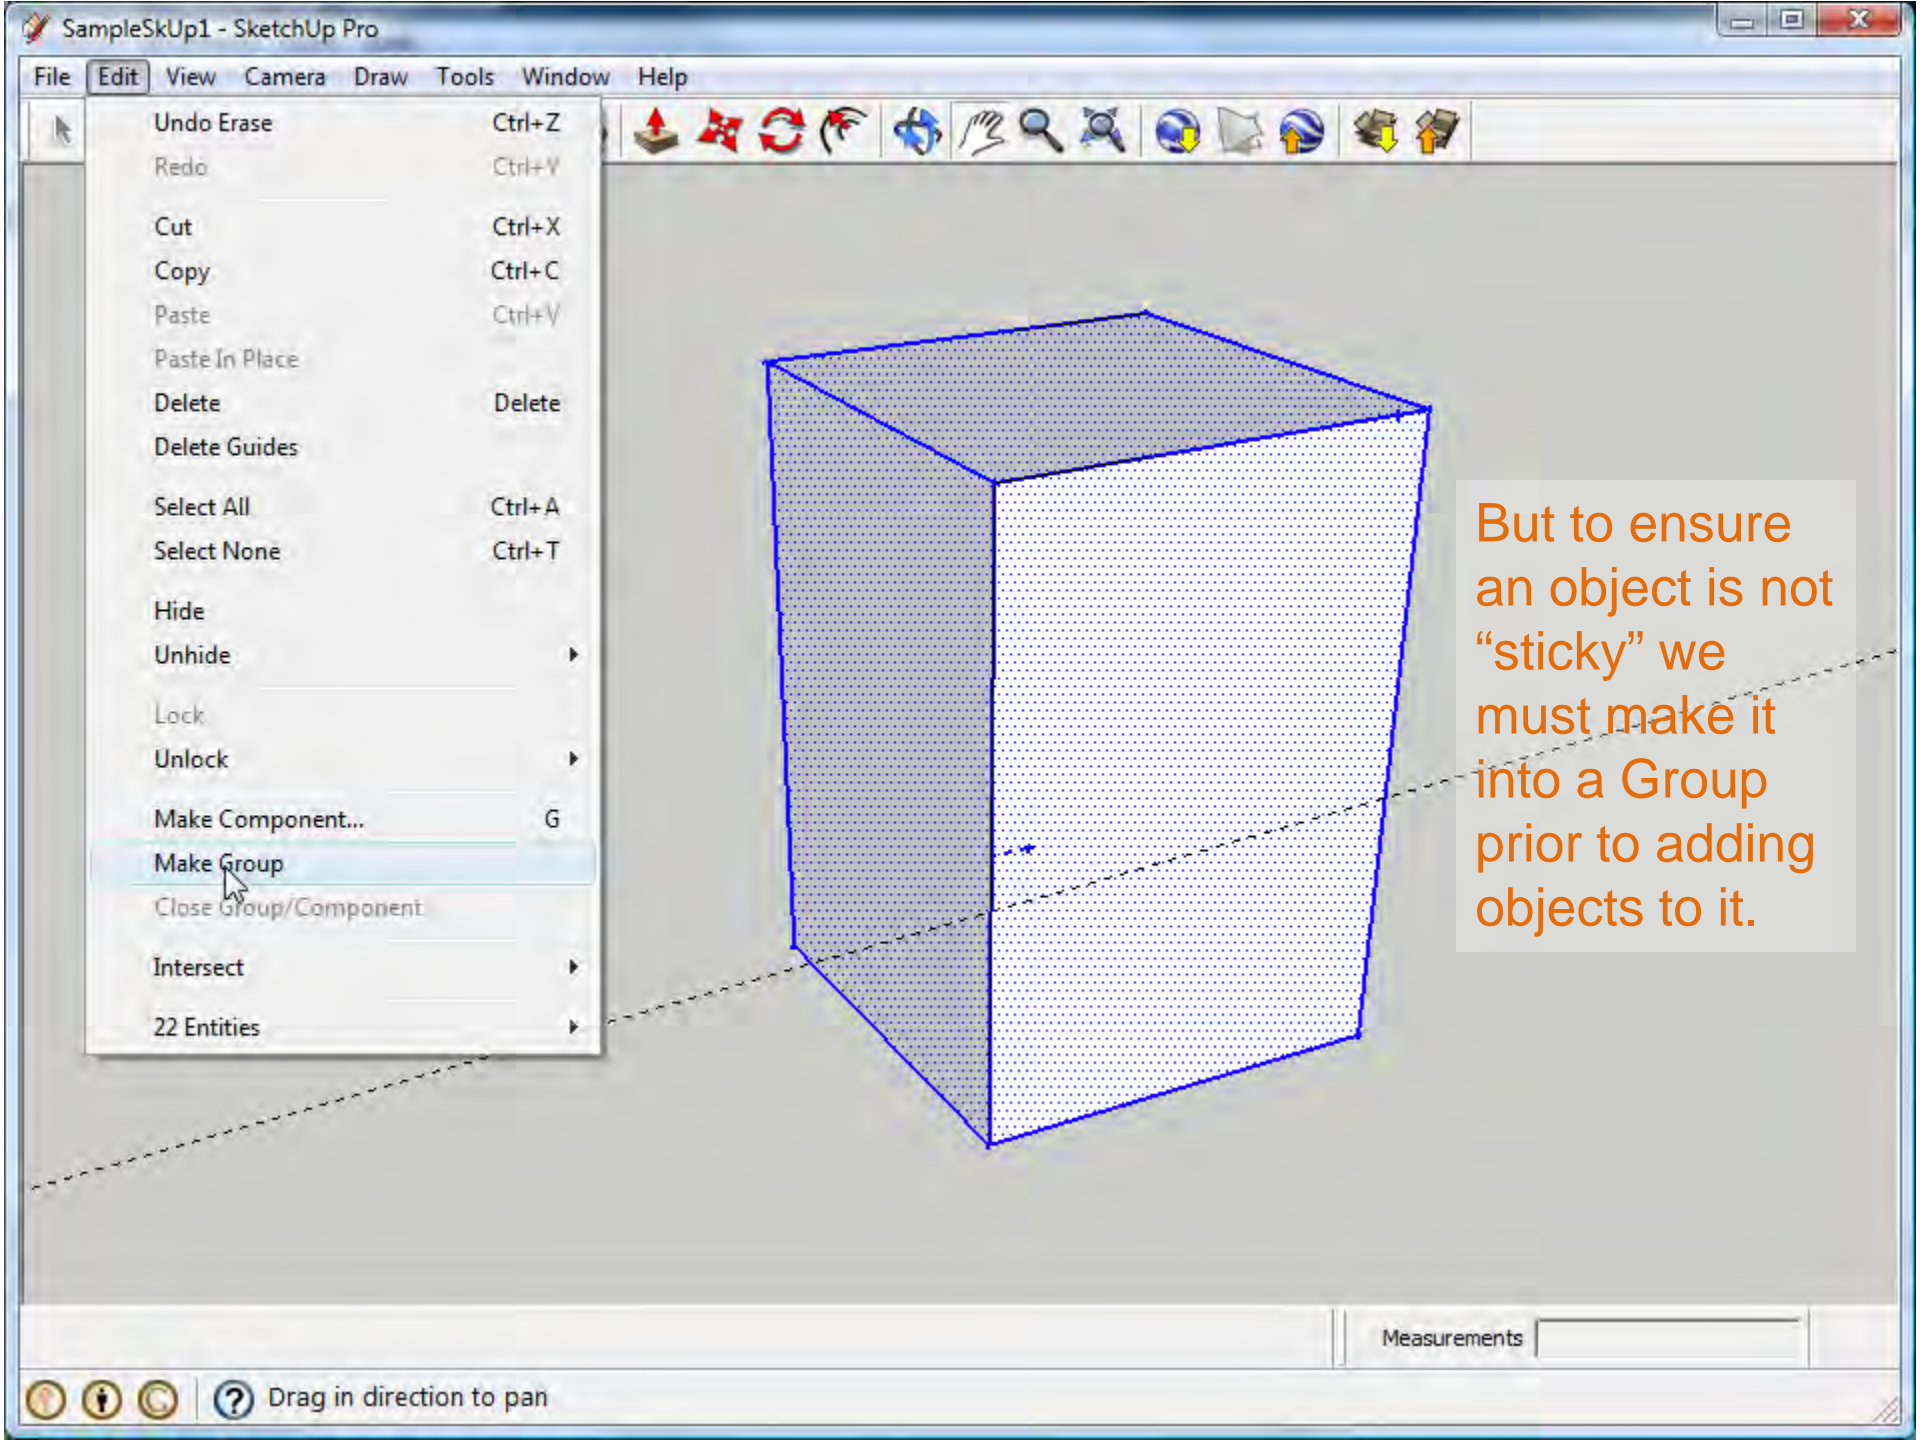 SampleSkUp1 - SketchUp Pro
File Edit View Camera Draw Tools Window Help
Undo Erase Ctrl+Z
Redo Ctrl+Y
Cut Ctrl+X
Copy Ctrl+C
Paste Ctrl+V
Paste In Place
Delete Delete
Delete Guides
Select All Ctrl+A
Select None Ctrl+T
Hide
Unhide
Lock
Unlock
Make Component... G
Make Group
Close Group/Component
Intersect
22 Entities
But to ensure
an object is not
“sticky” we
must make it
into a Group
prior to adding
objects to it.
Measurements
Drag in direction to pan